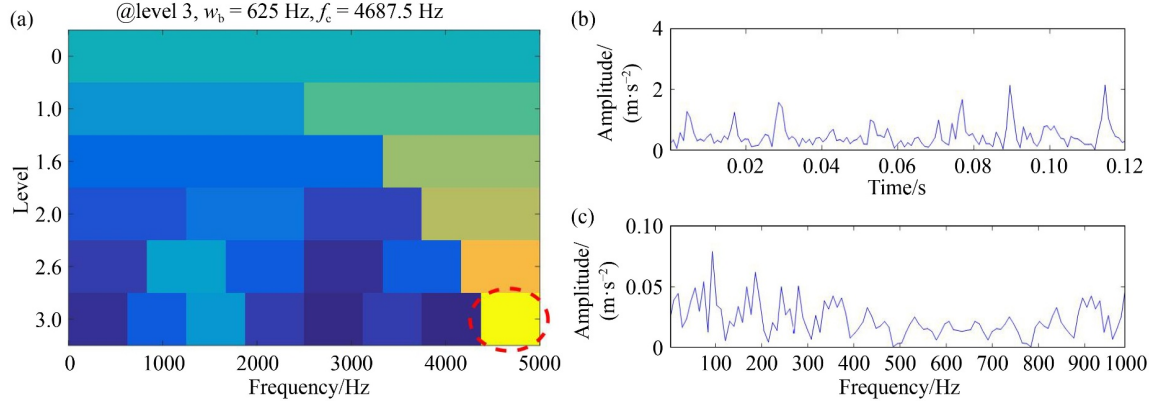 (a)
@level 3, w_b = 625 Hz, f_c = 4687.5 Hz
Level
0
1.0
1.6
2.0
2.6
3.0
0 1000 2000 3000 4000 5000
Frequency/Hz
(b)
Amplitude/
(m·s⁻²)
4
2
0
0.02 0.04 0.06 0.08 0.10 0.12
Time/s
(c)
Amplitude/
(m·s⁻²)
0.10
0.05
0
100 200 300 400 500 600 700 800 900 1000
Frequency/Hz